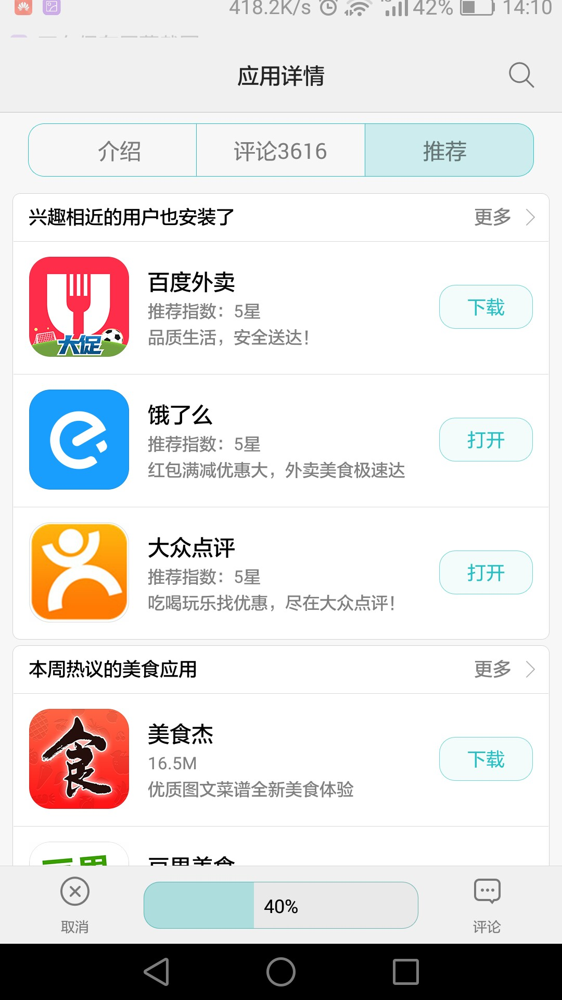 418.2K/s 42% 14:10
应用详情
介绍 评论3616 推荐
兴趣相近的用户也安装了 更多
百度外卖
推荐指数：5星
品质生活，安全送达！
下载
大促
饿了么
推荐指数：5星
红包满减优惠大，外卖美食极速达
打开
大众点评
推荐指数：5星
吃喝玩乐找优惠，尽在大众点评！
打开
本周热议的美食应用 更多
食
美食杰
16.5M
优质图文菜谱全新美食体验
下载
取消 40% 评论